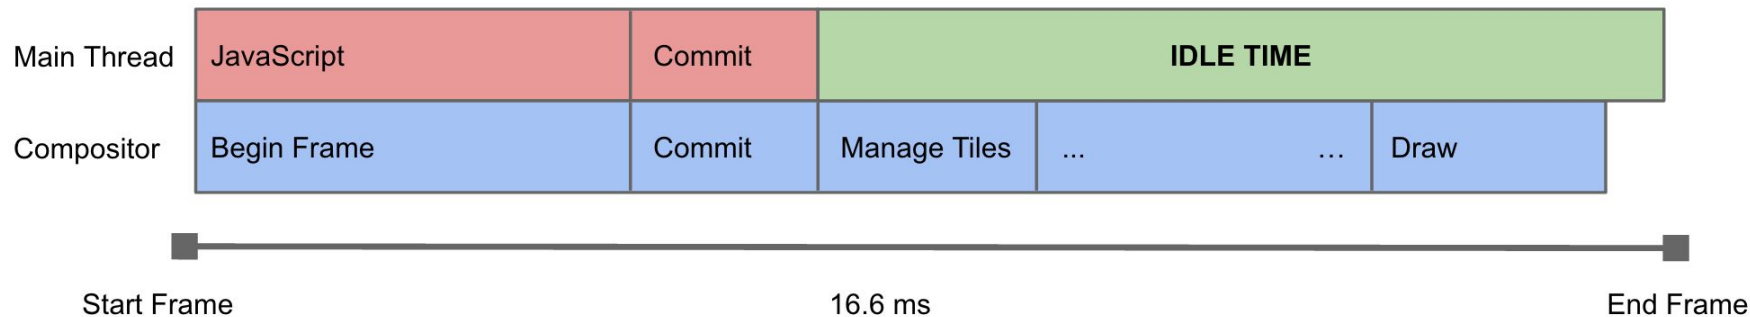 Main Thread JavaScript Commit IDLE TIME
Compositor Begin Frame Commit Manage Tiles ... … Draw
Start Frame 16.6 ms End Frame